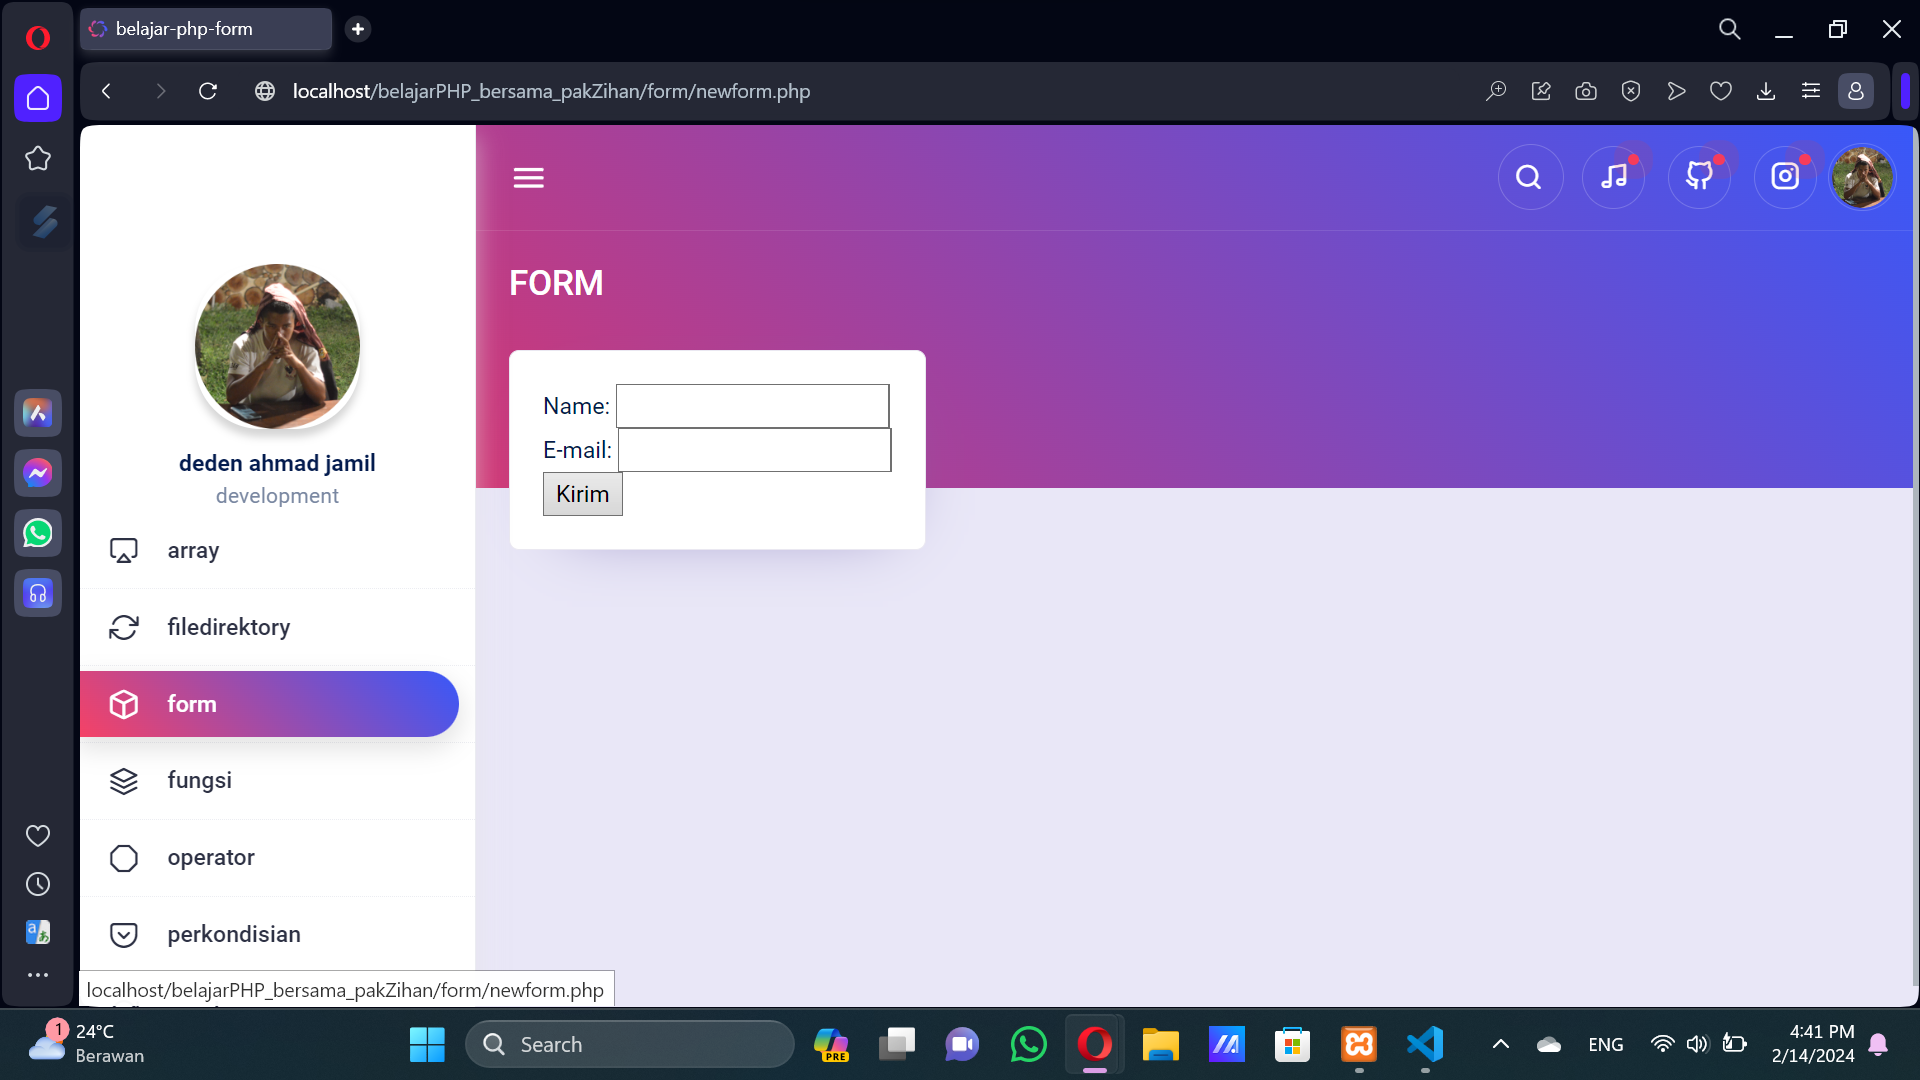 belajar-php-form
localhost/belajarPHP_bersama_pakZihan/form/newform.php
FORM
Name:
E-mail:
Kirim
deden ahmad jamil
development
array
filedirektory
form
fungsi
operator
perkondisian
localhost/belajarPHP_bersama_pakZihan/form/newform.php
1
24°C
Berawan
Search
PRE
ENG
4:41 PM
2/14/2024